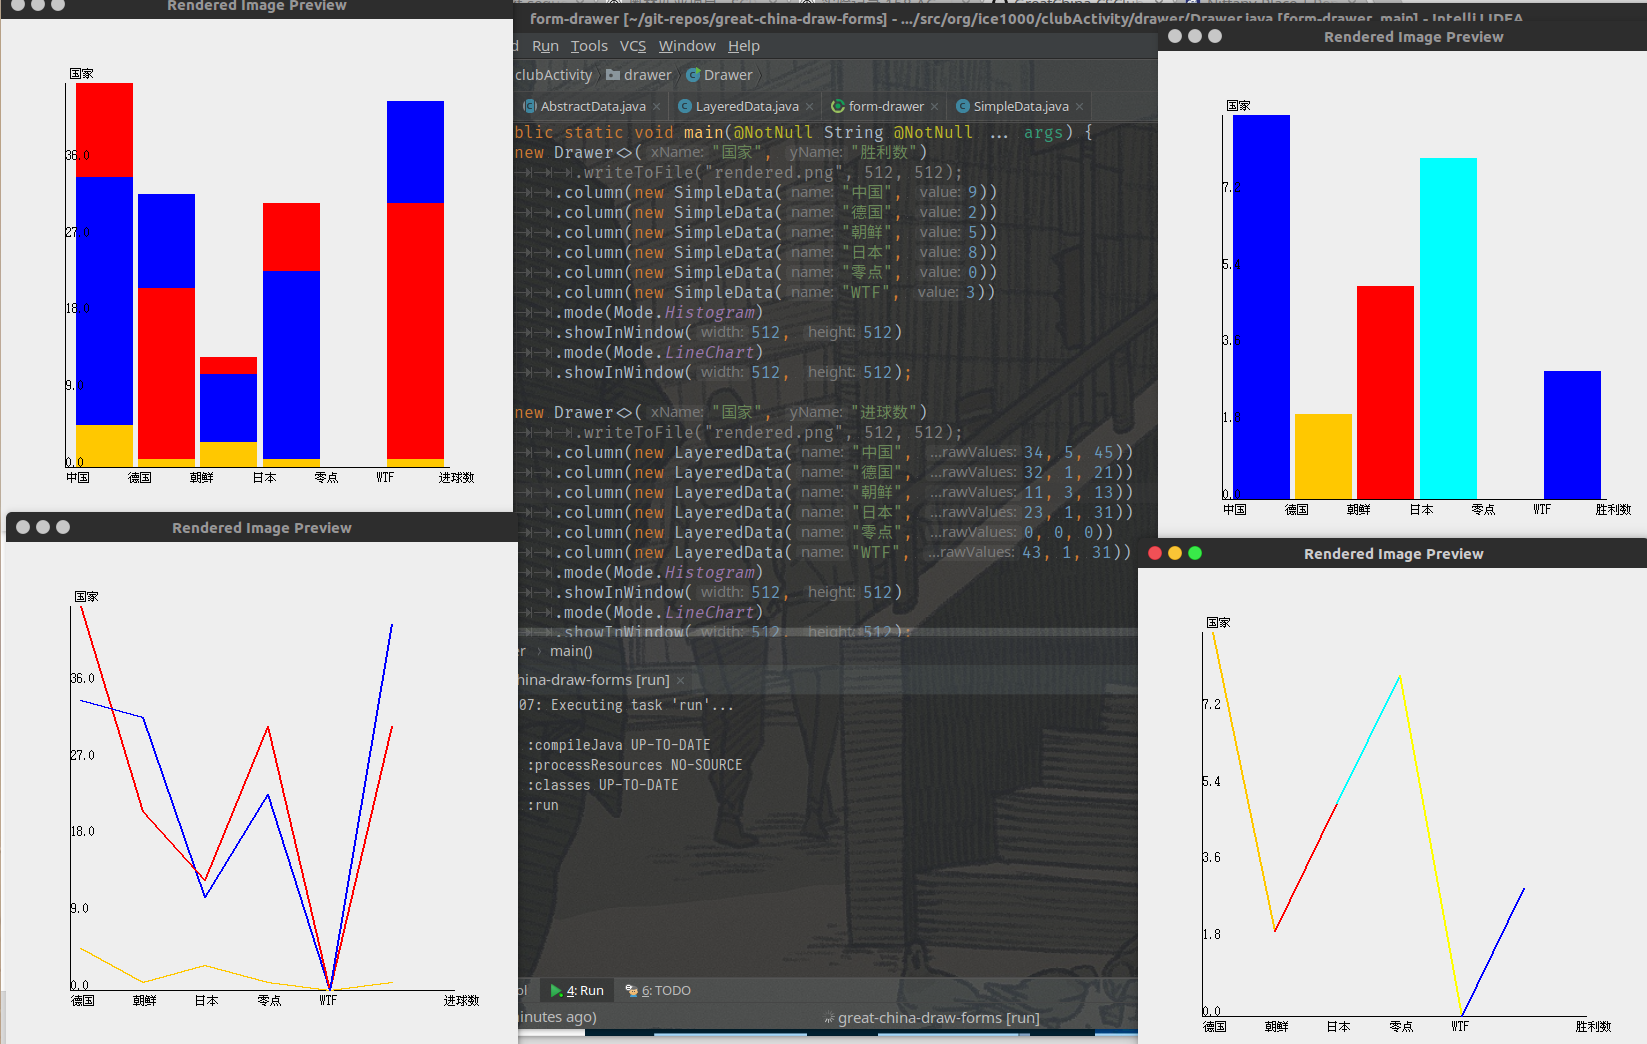 Rendered Image Preview
国家
36.0
27.0
18.0
9.0
0.0
中国 德国 朝鲜 日本 零点 WTF 进球数
Rendered Image Preview
国家
36.0
27.0
18.0
9.0
0.0
德国 朝鲜 日本 零点 WTF 进球数
form-drawer [~/git-repos/great-china-draw-forms] - .../src/org/ice1000/clubActivity/drawer/Drawer.java [form-drawer_main] - IntelliJ IDEA
Run Tools VCS Window Help
clubActivity drawer Drawer
AbstractData.java LayeredData.java form-drawer SimpleData.java
blic static void main(@NotNull String @NotNull ... args) {
new Drawer<>( xName: "国家", yName: "胜利数")
.writeToFile("rendered.png", 512, 512);
.column(new SimpleData( name: "中国", value: 9))
.column(new SimpleData( name: "德国", value: 2))
.column(new SimpleData( name: "朝鲜", value: 5))
.column(new SimpleData( name: "日本", value: 8))
.column(new SimpleData( name: "零点", value: 0))
.column(new SimpleData( name: "WTF", value: 3))
.mode(Mode.Histogram)
.showInWindow( width: 512, height: 512)
.mode(Mode.LineChart)
.showInWindow( width: 512, height: 512);
new Drawer<>( xName: "国家", yName: "进球数")
.writeToFile("rendered.png", 512, 512);
.column(new LayeredData( name: "中国", ...rawValues: 34, 5, 45))
.column(new LayeredData( name: "德国", ...rawValues: 32, 1, 21))
.column(new LayeredData( name: "朝鲜", ...rawValues: 11, 3, 13))
.column(new LayeredData( name: "日本", ...rawValues: 23, 1, 31))
.column(new LayeredData( name: "零点", ...rawValues: 0, 0, 0))
.column(new LayeredData( name: "WTF", ...rawValues: 43, 1, 31))
.mode(Mode.Histogram)
.showInWindow( width: 512, height: 512)
.mode(Mode.LineChart)
.showInWindow( width: 512, height: 512);
er main()
hina-draw-forms [run]
07: Executing task 'run'...
:compileJava UP-TO-DATE
:processResources NO-SOURCE
:classes UP-TO-DATE
:run
ol 4: Run 6: TODO
inutes ago) great-china-draw-forms [run]
Rendered Image Preview
国家
7.2
5.4
3.6
1.8
0.0
中国 德国 朝鲜 日本 零点 WTF 胜利数
Rendered Image Preview
国家
7.2
5.4
3.6
1.8
0.0
德国 朝鲜 日本 零点 WTF 胜利数